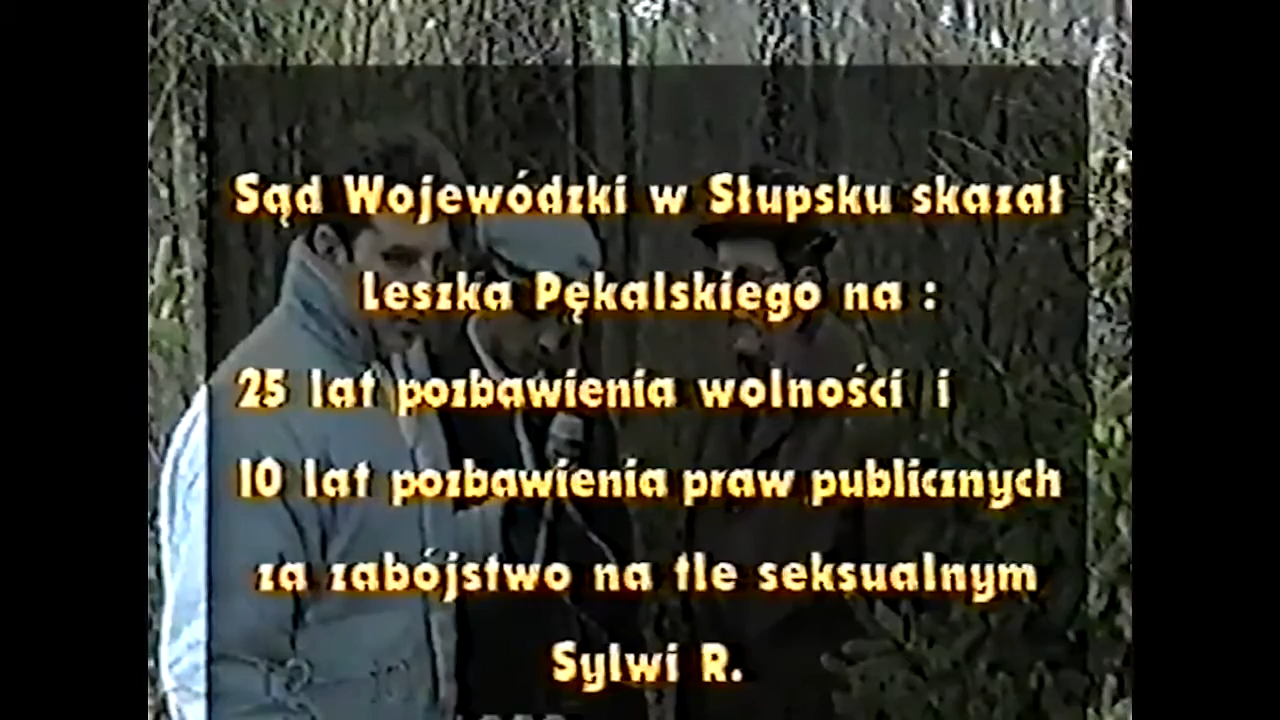 Sąd Wojewódzki w Słupsku skazał
Leszka Pękalskiego na :
25 lat pozbawienia wolności i
10 lat pozbawienia praw publicznych
za zabójstwo na tle seksualnym
Sylwi R.